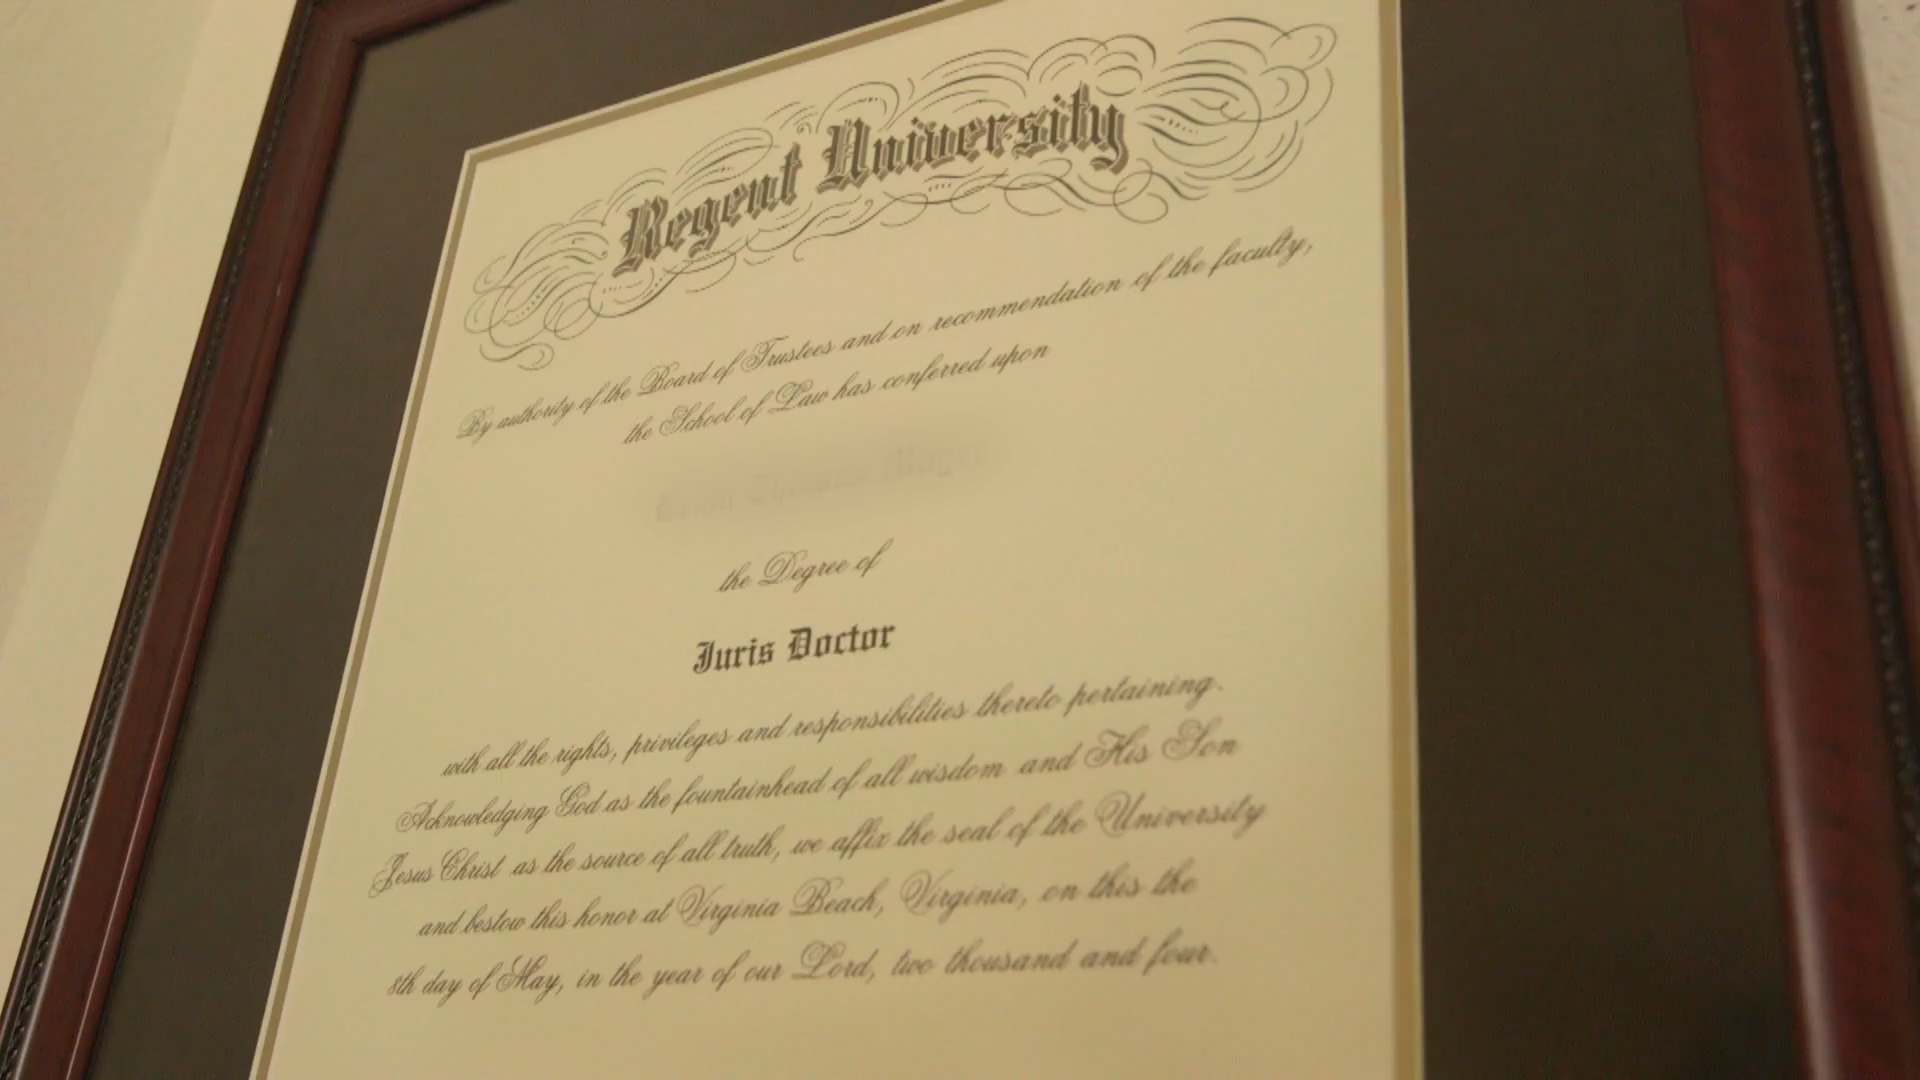 Regent University
By authority of the Board of Trustees and on recommendation of the faculty,
the School of Law has conferred upon
the Degree of
Juris Doctor
with all the rights, privileges and responsibilities thereto pertaining.
Acknowledging God as the fountainhead of all wisdom and His Son
Jesus Christ as the source of all truth, we affix the seal of the University
and bestow this honor at Virginia Beach, Virginia, on this the
8th day of May, in the year of our Lord, two thousand and four.